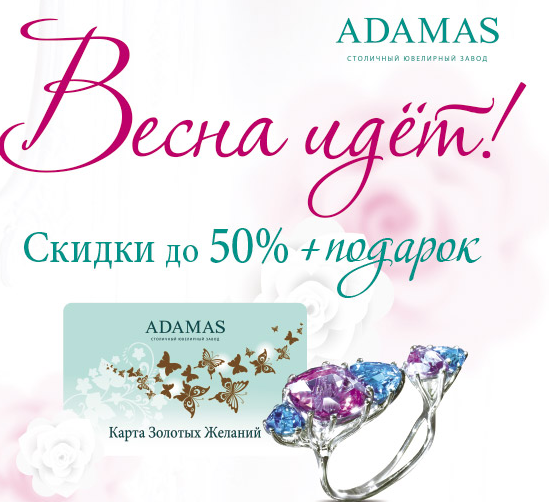 ADAMAS
СТОЛИЧНЫЙ ЮВЕЛИРНЫЙ ЗАВОД
Весна идёт!
Скидки до 50% + подарок
ADAMAS
СТОЛИЧНЫЙ ЮВЕЛИРНЫЙ ЗАВОД
Карта Золотых Желаний